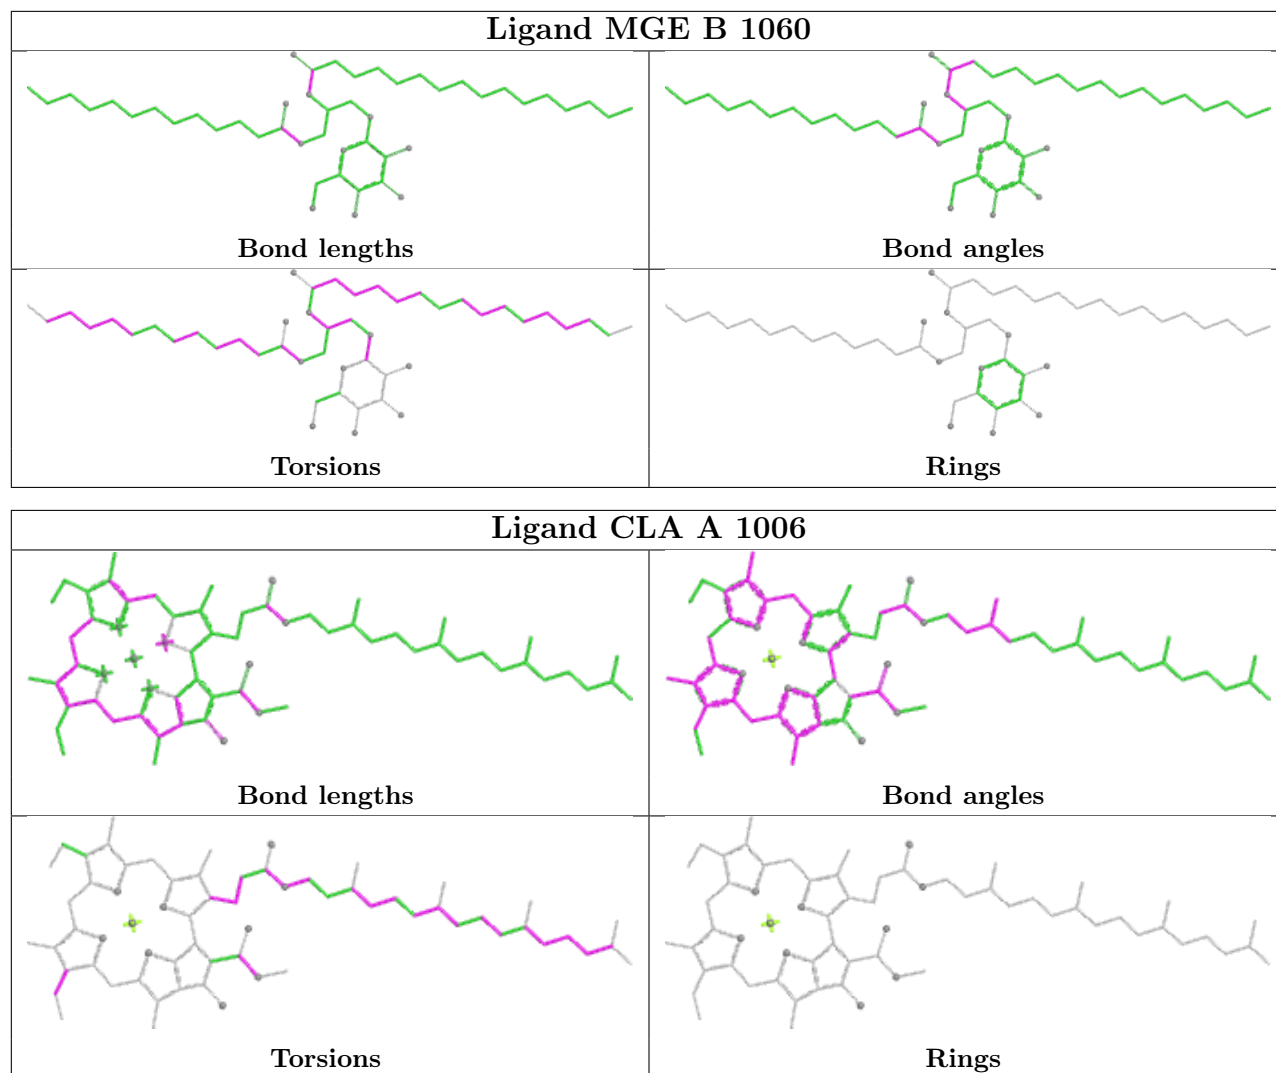 Ligand MGE B 1060
Bond lengths
Bond angles
Torsions
Rings
Ligand CLA A 1006
Bond lengths
Bond angles
Torsions
Rings